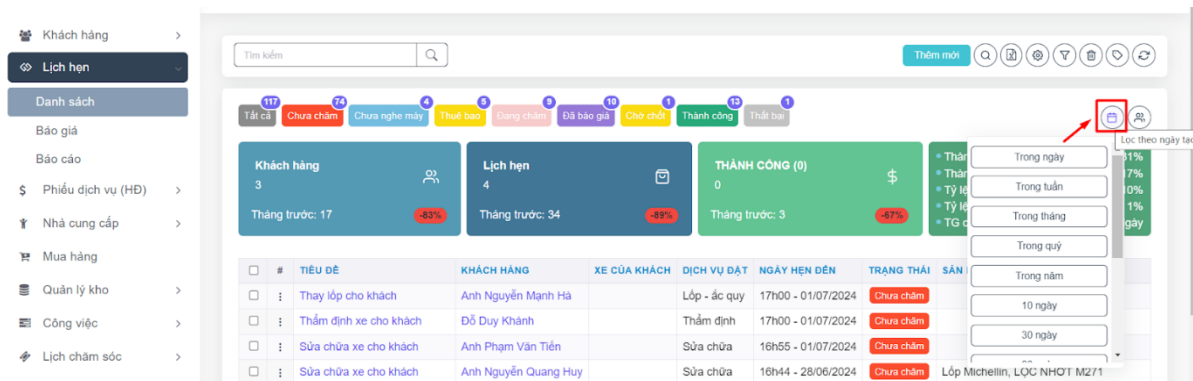 Khách hàng
Lịch hẹn
Danh sách
Báo giá
Báo cáo
Phiếu dịch vụ (HĐ)
Nhà cung cấp
Mua hàng
Quản lý kho
Công việc
Lịch chăm sóc
Tìm kiếm
Thêm mới
117 74 4 5 9 10 1 13 1
Tất cả Chưa chăm Chưa nghe máy Thuê bao Đang chăm Đã báo giá Chờ chốt Thành công Thất bại
Lọc theo ngày tạo
Khách hàng
3
Tháng trước: 17 -83%
Lịch hẹn
4
Tháng trước: 34 -89%
THÀNH CÔNG (0)
0
Tháng trước: 3 -67%
Trong ngày
Trong tuần
Trong tháng
Trong quý
Trong năm
10 ngày
30 ngày
# TIÊU ĐỀ KHÁCH HÀNG XE CỦA KHÁCH DỊCH VỤ ĐẶT NGÀY HẸN ĐẾN TRẠNG THÁI SẢN
Thay lốp cho khách Anh Nguyễn Mạnh Hà Lốp - ắc quy 17h00 - 01/07/2024 Chưa chăm
Thẩm định xe cho khách Đỗ Duy Khánh Thẩm định 17h00 - 01/07/2024 Chưa chăm
Sửa chữa xe cho khách Anh Phạm Văn Tiến Sửa chữa 16h55 - 01/07/2024 Chưa chăm
Sửa chữa xe cho khách Anh Nguyễn Quang Huy Sửa chữa 16h44 - 28/06/2024 Chưa chăm Lốp Michellin, LỌC NHỚT M271